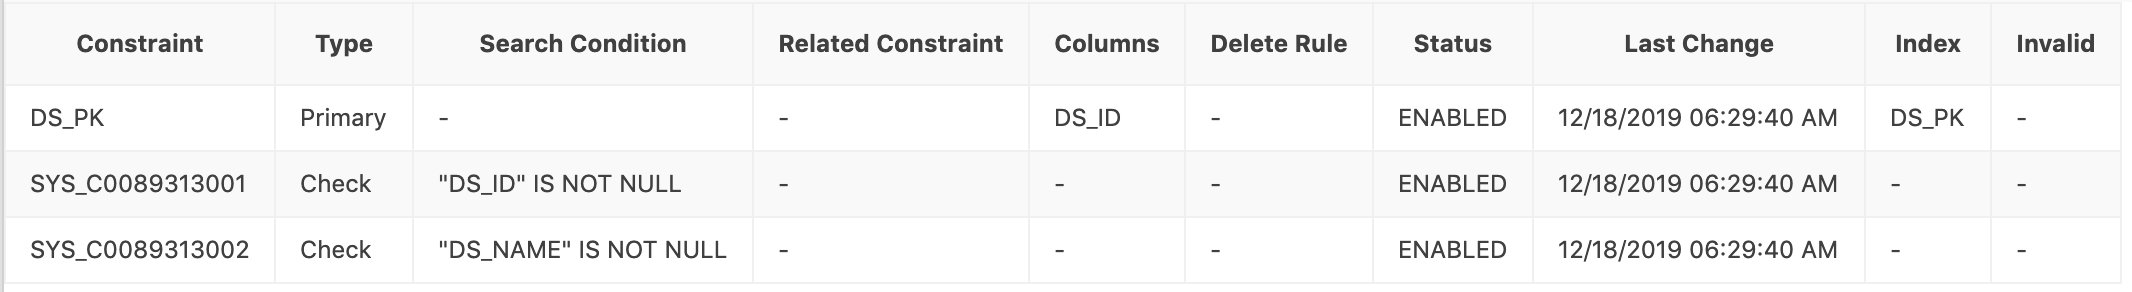 Constraint Type Search Condition Related Constraint Columns Delete Rule Status Last Change Index Invalid
DS_PK Primary - - DS_ID - ENABLED 12/18/2019 06:29:40 AM DS_PK -
SYS_C0089313001 Check "DS_ID" IS NOT NULL - - - ENABLED 12/18/2019 06:29:40 AM - -
SYS_C0089313002 Check "DS_NAME" IS NOT NULL - - - ENABLED 12/18/2019 06:29:40 AM - -